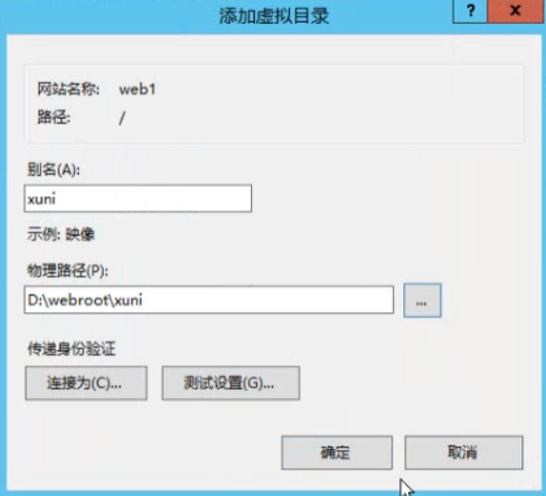 添加虚拟目录
?
x
网站名称: web1
路径: /
别名(A):
xuni
示例: 映像
物理路径(P):
D:\webroot\xuni
...
传递身份验证
连接为(C)...
测试设置(G)...
确定
取消